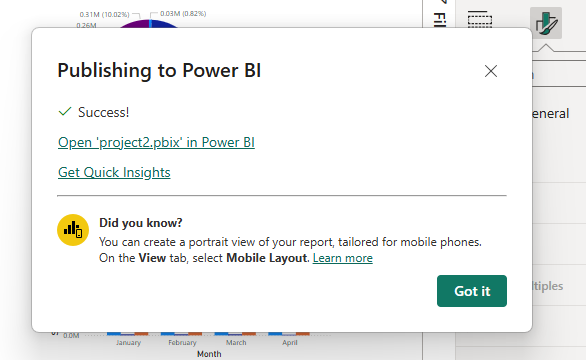 0.31M (10.02%)
0.03M (0.82%)
0.26M
Fil
Publishing to Power BI
Success!
Open 'project2.pbix' in Power BI
Get Quick Insights
Did you know?
You can create a portrait view of your report, tailored for mobile phones.
On the View tab, select Mobile Layout. Learn more
Got it
eneral
ltiples
0.0M
January February March April
Month